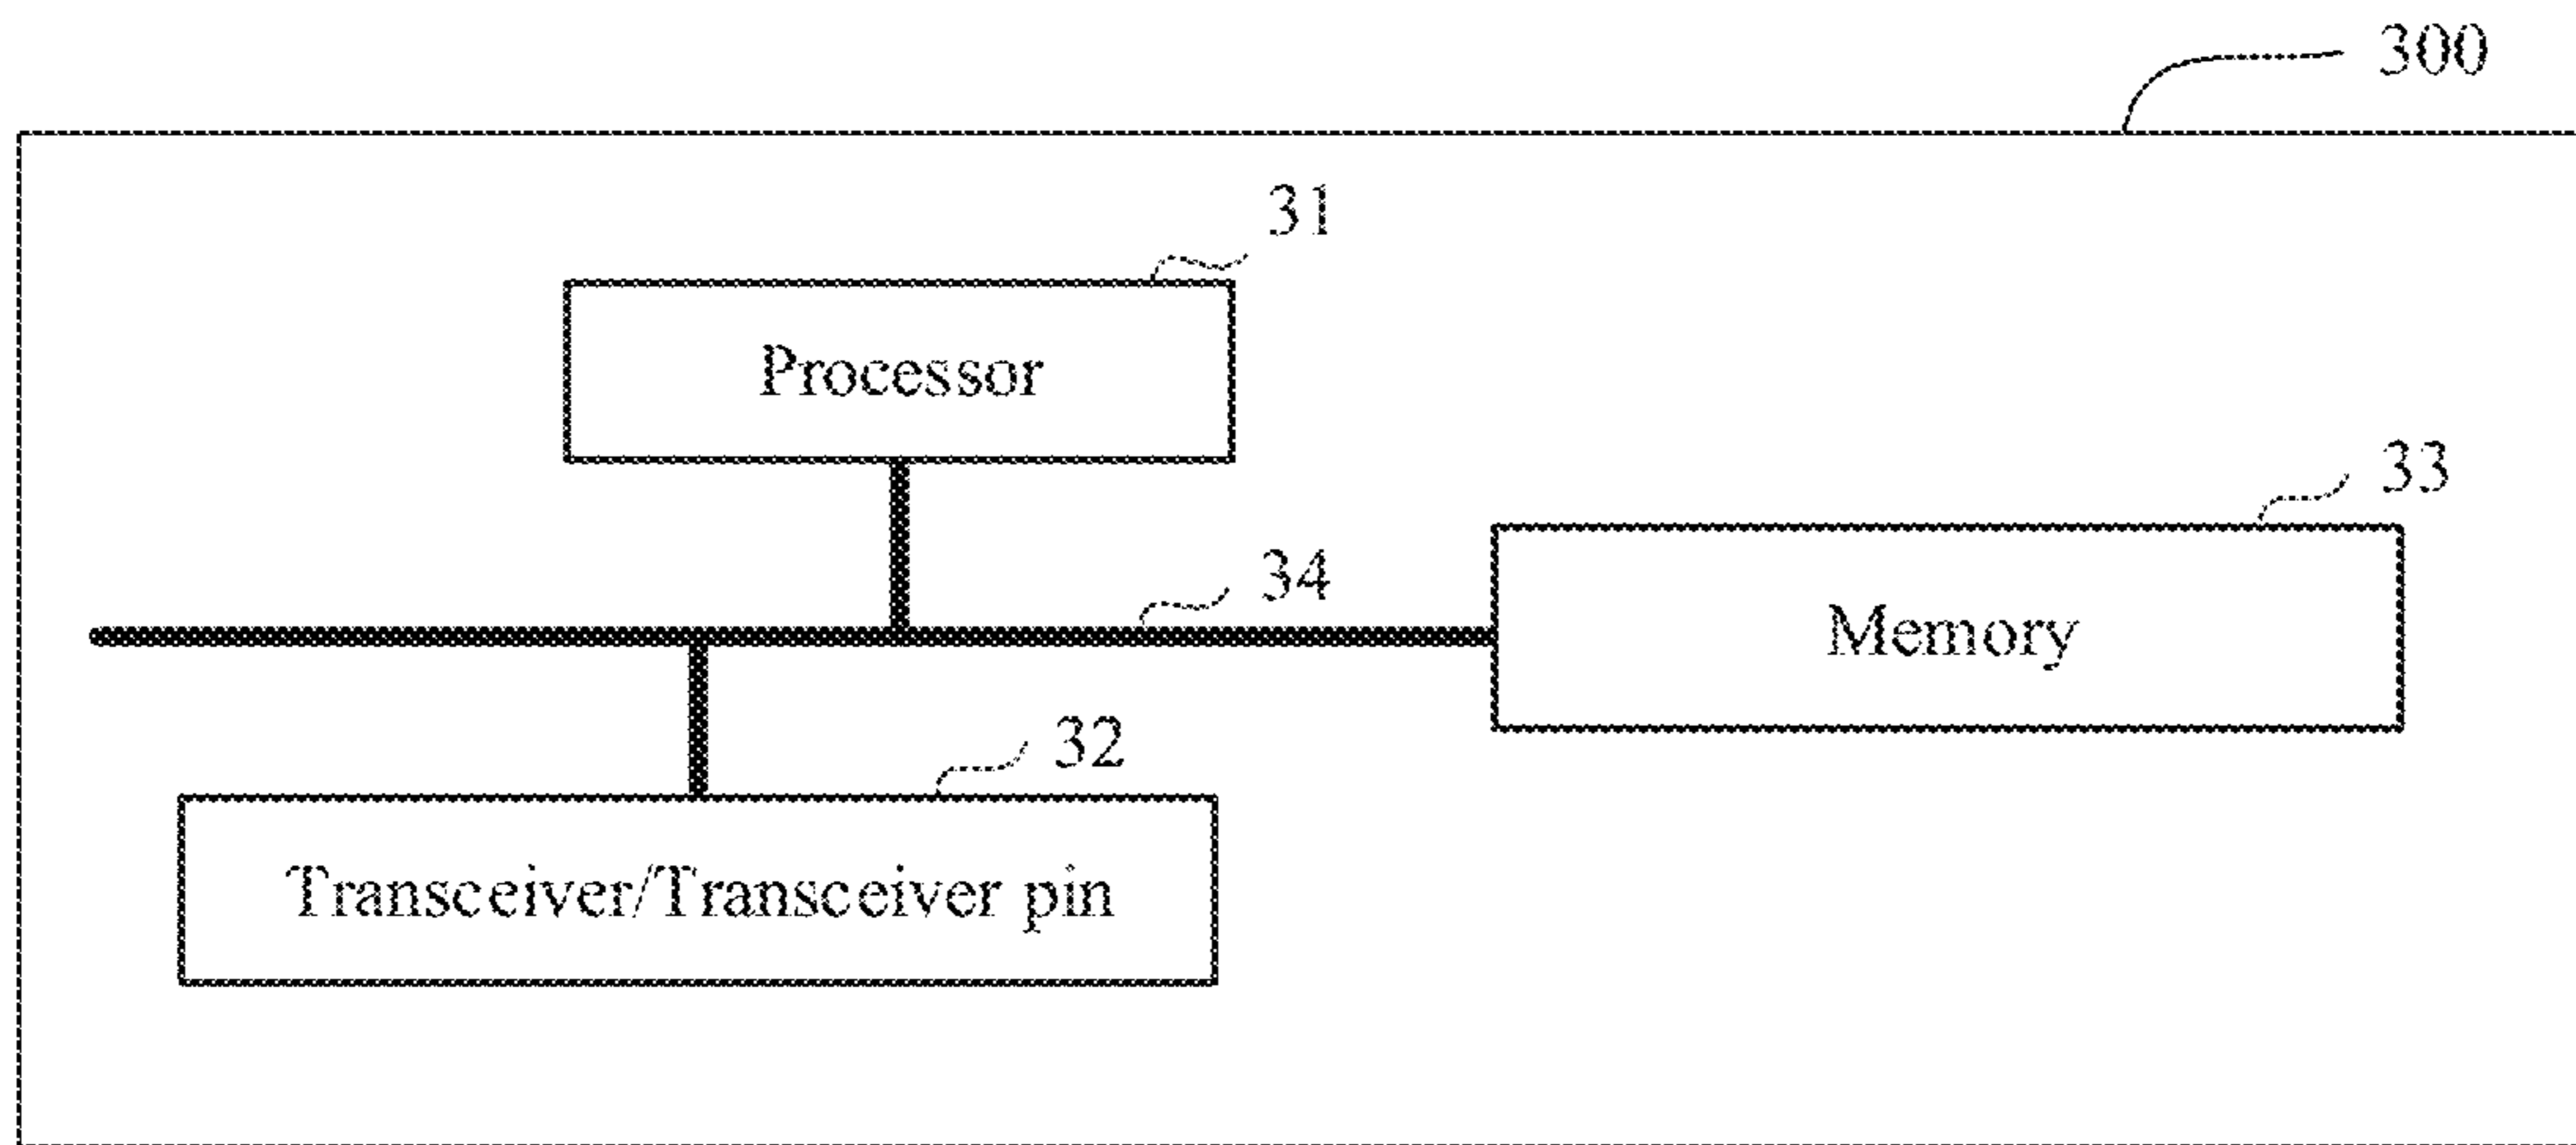 300
31
Processor
33
34
Memory
32
Transceiver/Transceiver pin